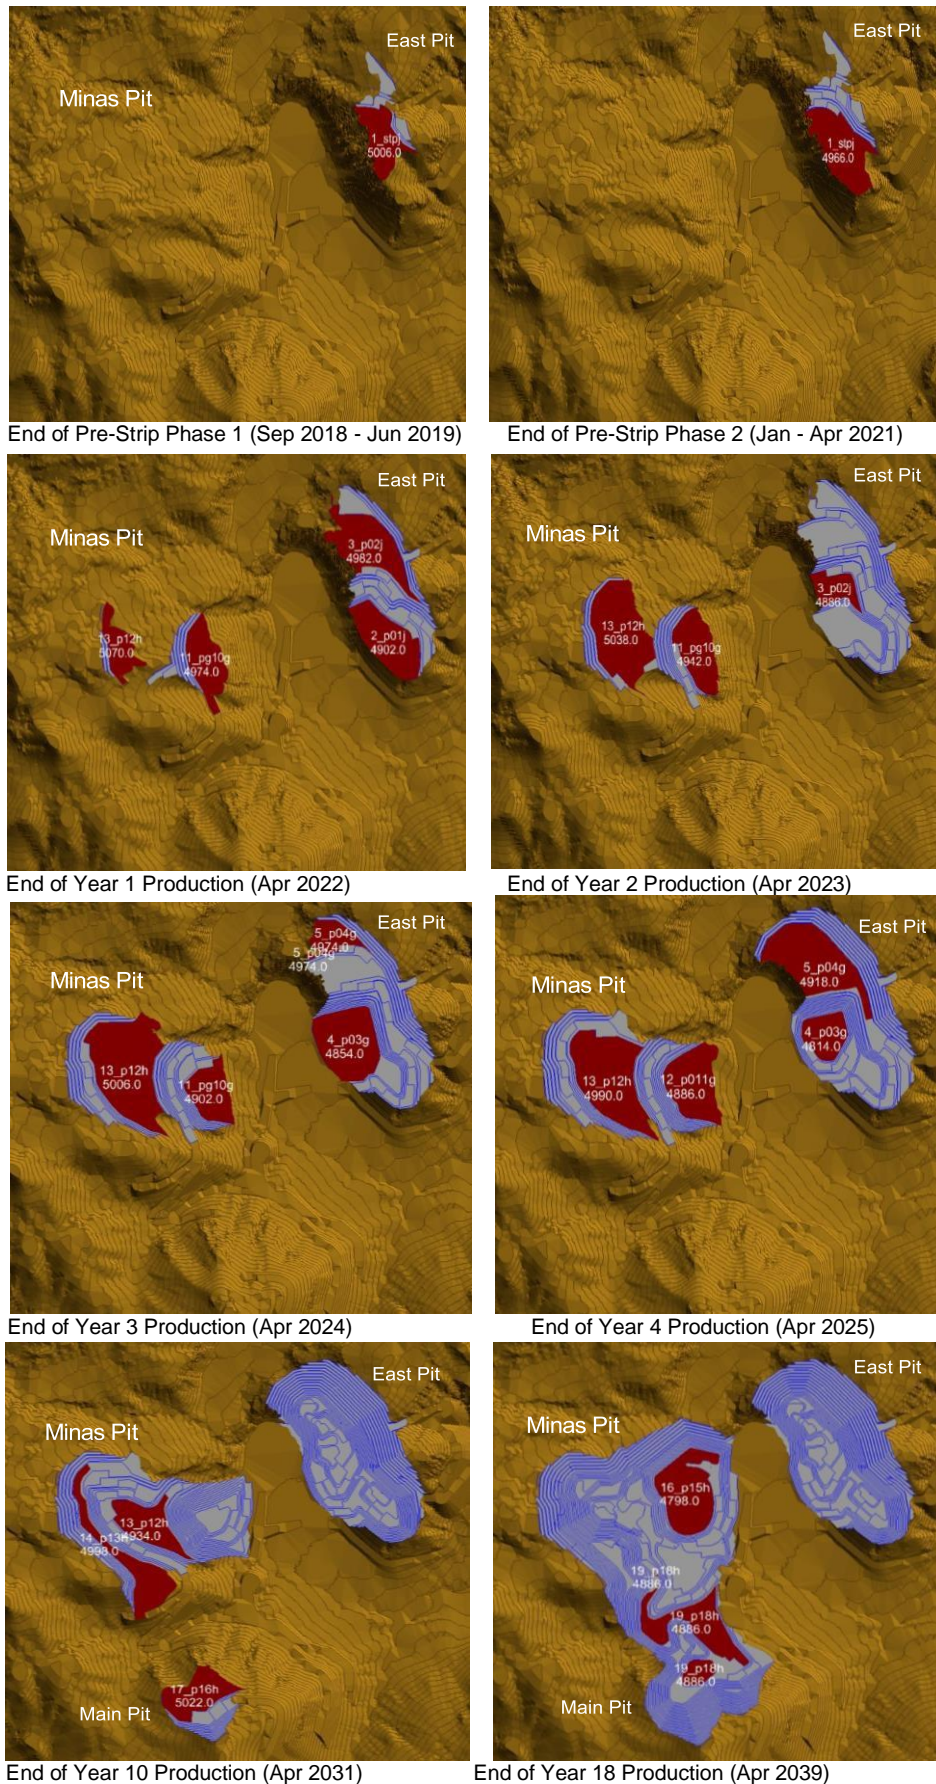 East Pit
Minas Pit
1_stpj
5006.0
East Pit
1_stpj
4966.0
End of Pre-Strip Phase 1 (Sep 2018 - Jun 2019)
End of Pre-Strip Phase 2 (Jan - Apr 2021)
East Pit
Minas Pit
3_p02j
4982.0
13_p12h
5070.0
11_pg10g
4974.0
2_p01j
4902.0
East Pit
Minas Pit
3_p02j
4886.0
13_p12h
5038.0
11_pg10g
4942.0
End of Year 1 Production (Apr 2022)
End of Year 2 Production (Apr 2023)
East Pit
5_p04g
4974.0
5_p04g
4974.0
Minas Pit
4_p03g
4854.0
13_p12h
5006.0
11_pg10g
4902.0
East Pit
Minas Pit
5_p04g
4918.0
4_p03g
4814.0
13_p12h
4990.0
12_p011g
4886.0
End of Year 3 Production (Apr 2024)
End of Year 4 Production (Apr 2025)
East Pit
Minas Pit
13_p12h
4934.0
14_p13h
4998.0
17_p16h
5022.0
Main Pit
East Pit
Minas Pit
16_p15h
4798.0
19_p18h
4886.0
19_p18h
4886.0
19_p18h
4886.0
Main Pit
End of Year 10 Production (Apr 2031)
End of Year 18 Production (Apr 2039)